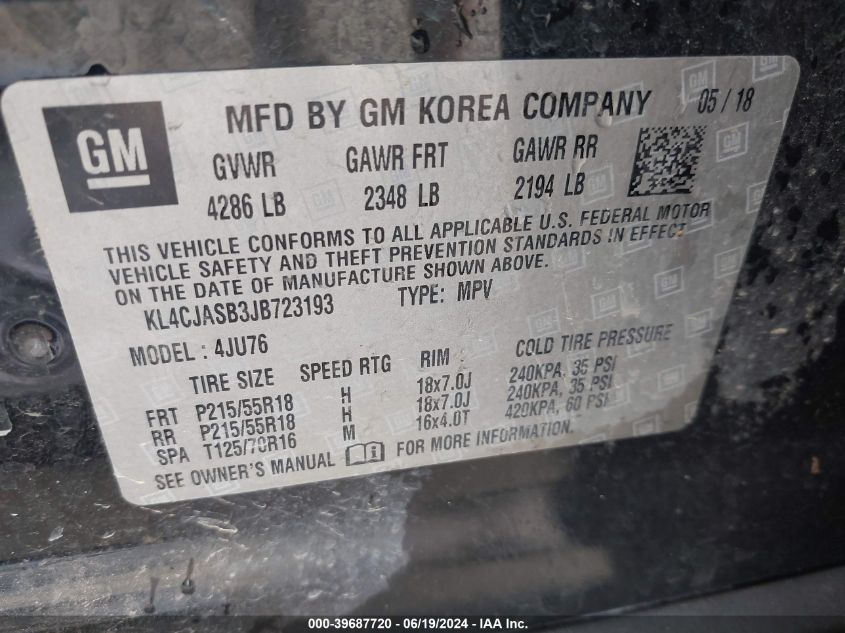 GM
MFD BY GM KOREA COMPANY 05 / 18
GVWR GAWR FRT GAWR RR
4286 LB 2348 LB 2194 LB
THIS VEHICLE CONFORMS TO ALL APPLICABLE U.S. FEDERAL MOTOR
VEHICLE SAFETY AND THEFT PREVENTION STANDARDS IN EFFECT
ON THE DATE OF MANUFACTURE SHOWN ABOVE.
KL4CJASB3JB723193 TYPE: MPV
MODEL : 4JU76
TIRE SIZE SPEED RTG RIM COLD TIRE PRESSURE
FRT P215/55R18 H 18x7.0J 240KPA, 35 PSI
RR P215/55R18 H 18x7.0J 240KPA, 35 PSI
SPA T125/70R16 M 16x4.0T 420KPA, 60 PSI
SEE OWNER'S MANUAL FOR MORE INFORMATION.
000-39687720 - 06/19/2024 - IAA Inc.